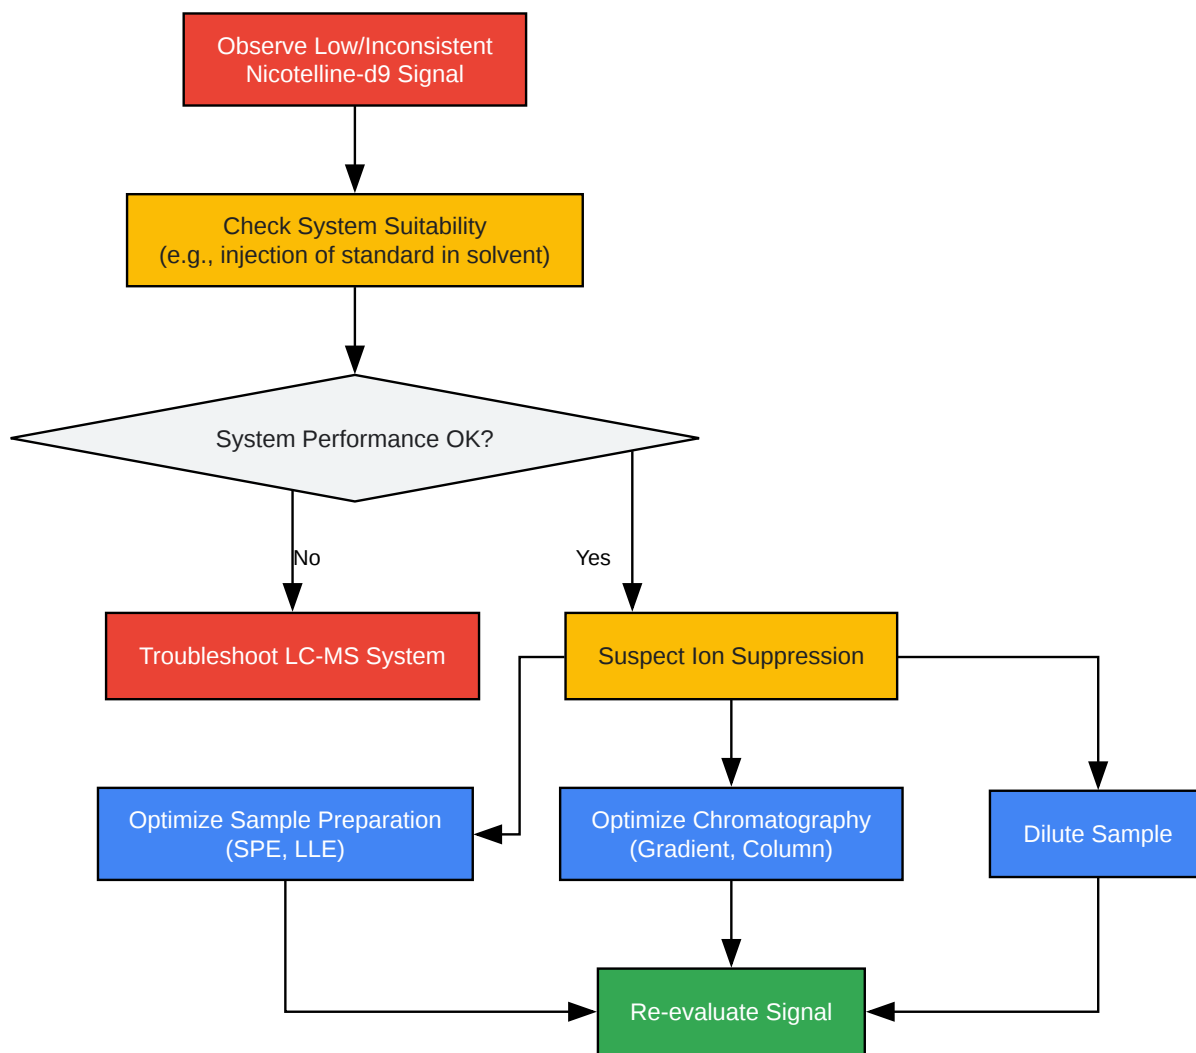 Observe Low/Inconsistent
Nicotelline-d9 Signal
Check System Suitability
(e.g., injection of standard in solvent)
System Performance OK?
No
Yes
Troubleshoot LC-MS System
Suspect Ion Suppression
Optimize Sample Preparation
(SPE, LLE)
Optimize Chromatography
(Gradient, Column)
Dilute Sample
Re-evaluate Signal